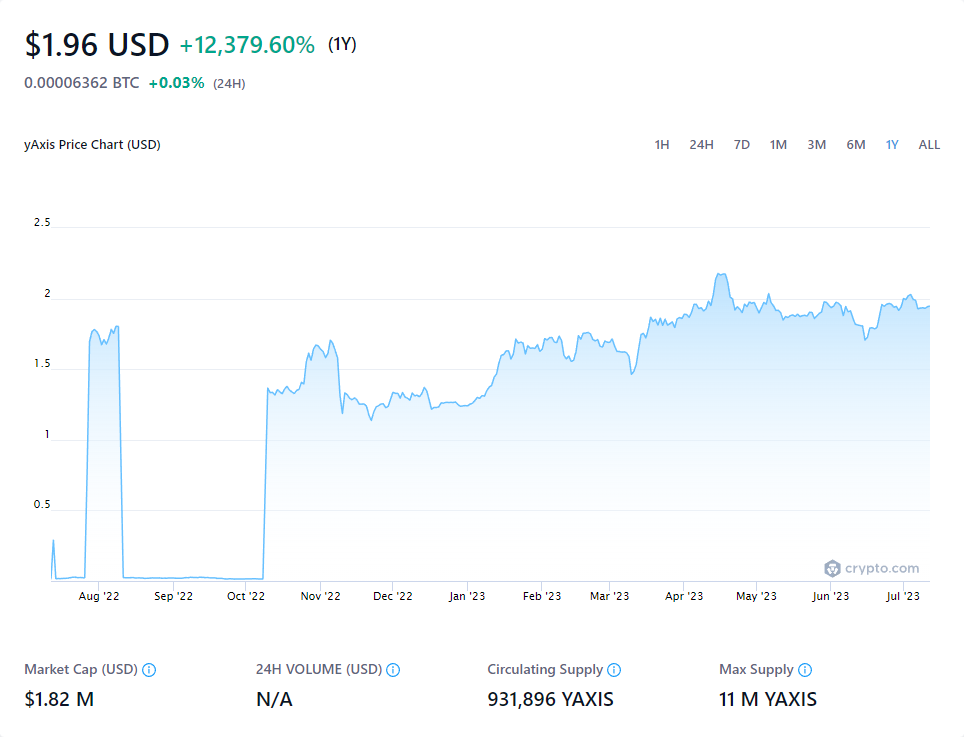 $1.96 USD +12,379.60% (1Y)
0.00006362 BTC +0.03% (24H)
yAxis Price Chart (USD) 1H 24H 7D 1M 3M 6M 1Y ALL
2.5
2
1.5
1
0.5
crypto.com
Aug '22 Sep '22 Oct '22 Nov '22 Dec '22 Jan '23 Feb '23 Mar '23 Apr '23 May '23 Jun '23 Jul '23
Market Cap (USD) 24H VOLUME (USD) Circulating Supply Max Supply
$1.82 M N/A 931,896 YAXIS 11 M YAXIS